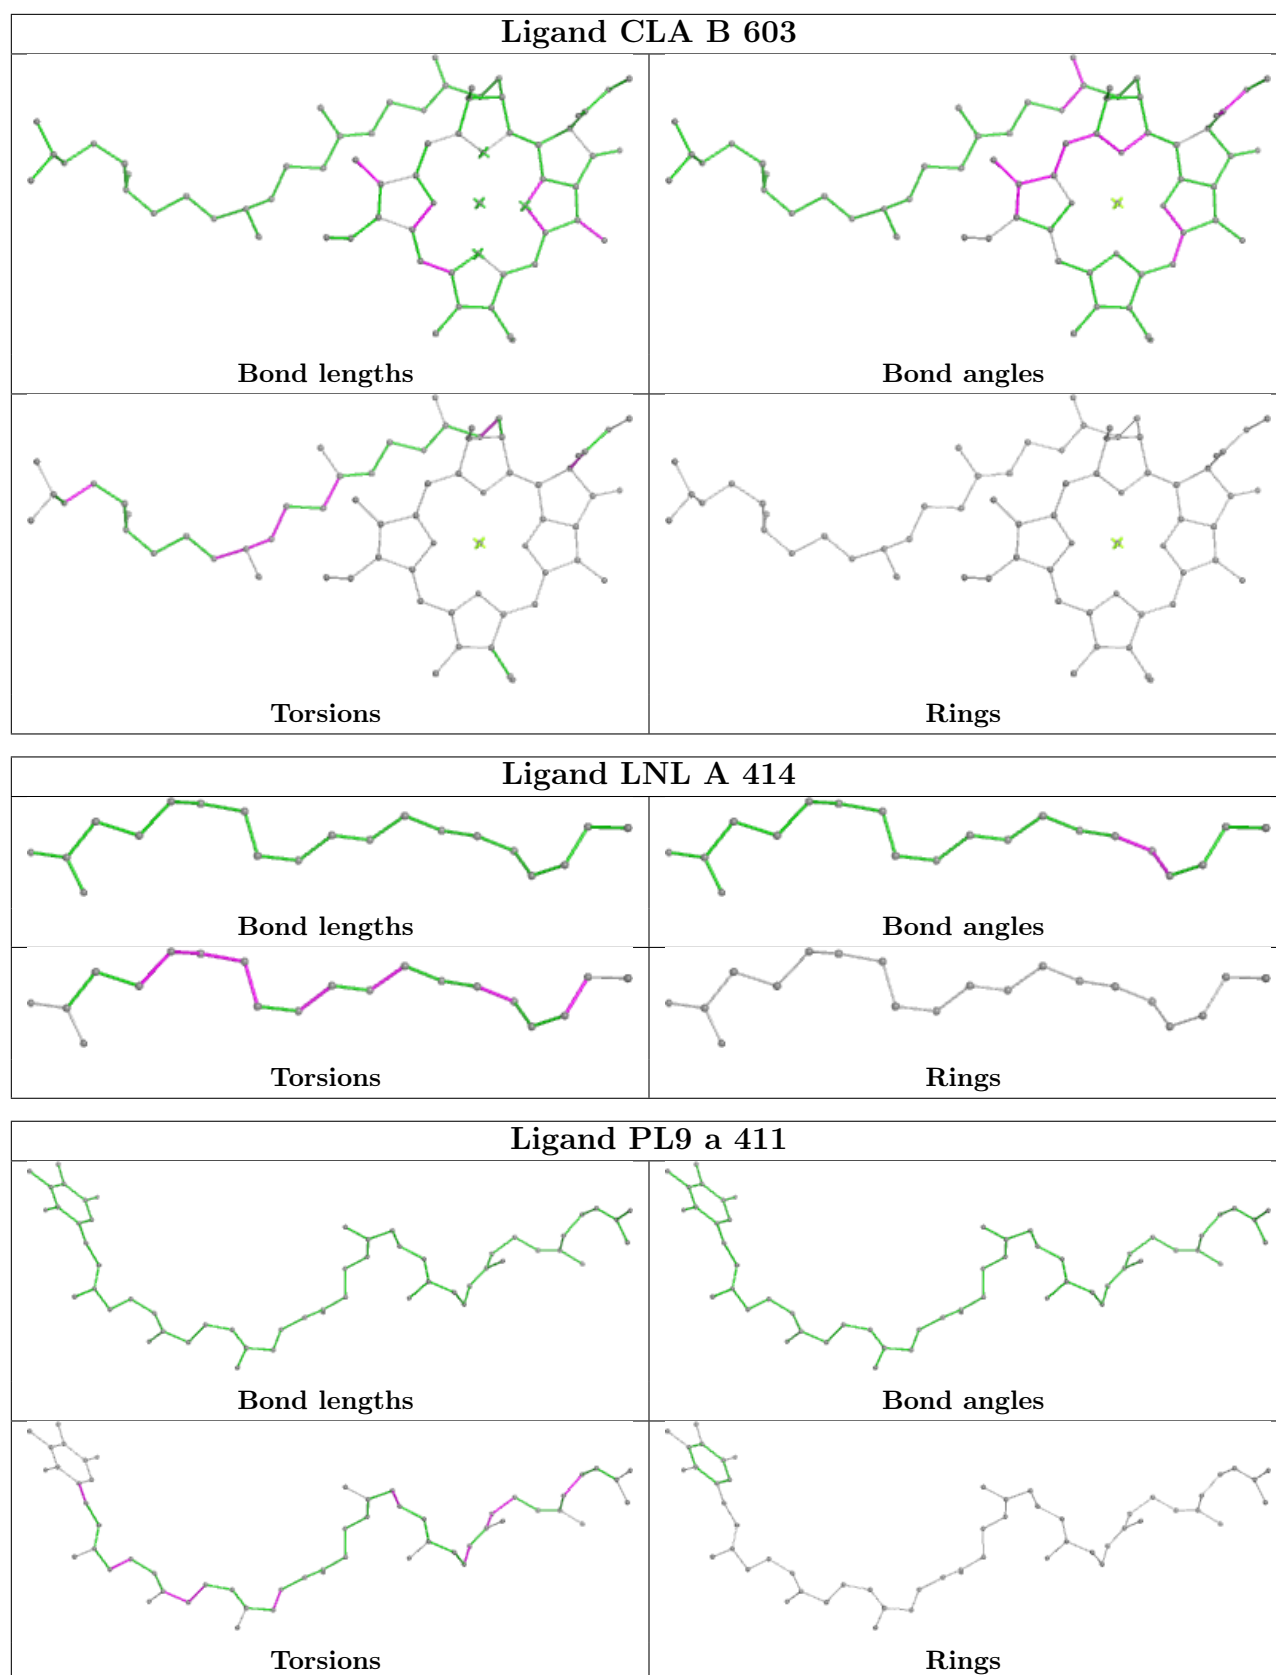 Ligand CLA B 603
Bond lengths
Bond angles
Torsions
Rings
Ligand LNL A 414
Bond lengths
Bond angles
Torsions
Rings
Ligand PL9 a 411
Bond lengths
Bond angles
Torsions
Rings